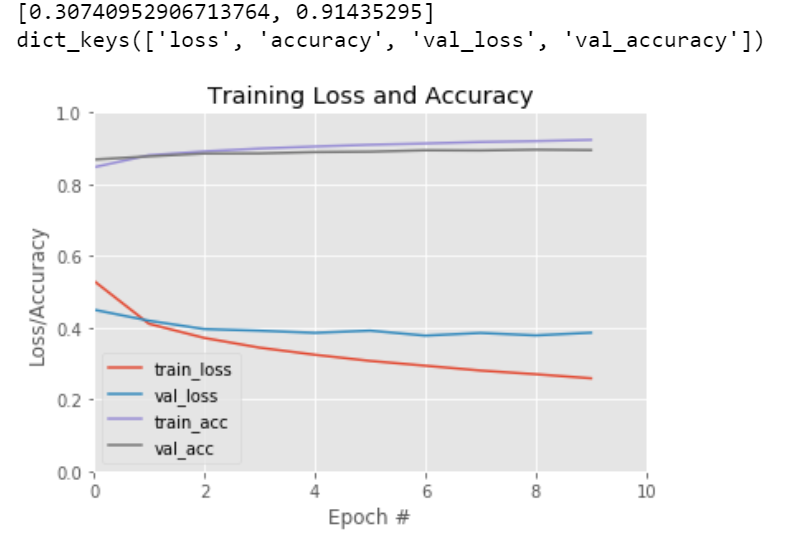 [0.30740952906713764, 0.91435295]
dict_keys(['loss', 'accuracy', 'val_loss', 'val_accuracy'])
Training Loss and Accuracy
1.0
0.8
0.6
0.4
0.2
0.0
Loss/Accuracy
train_loss
val_loss
train_acc
val_acc
0 2 4 6 8 10
Epoch #